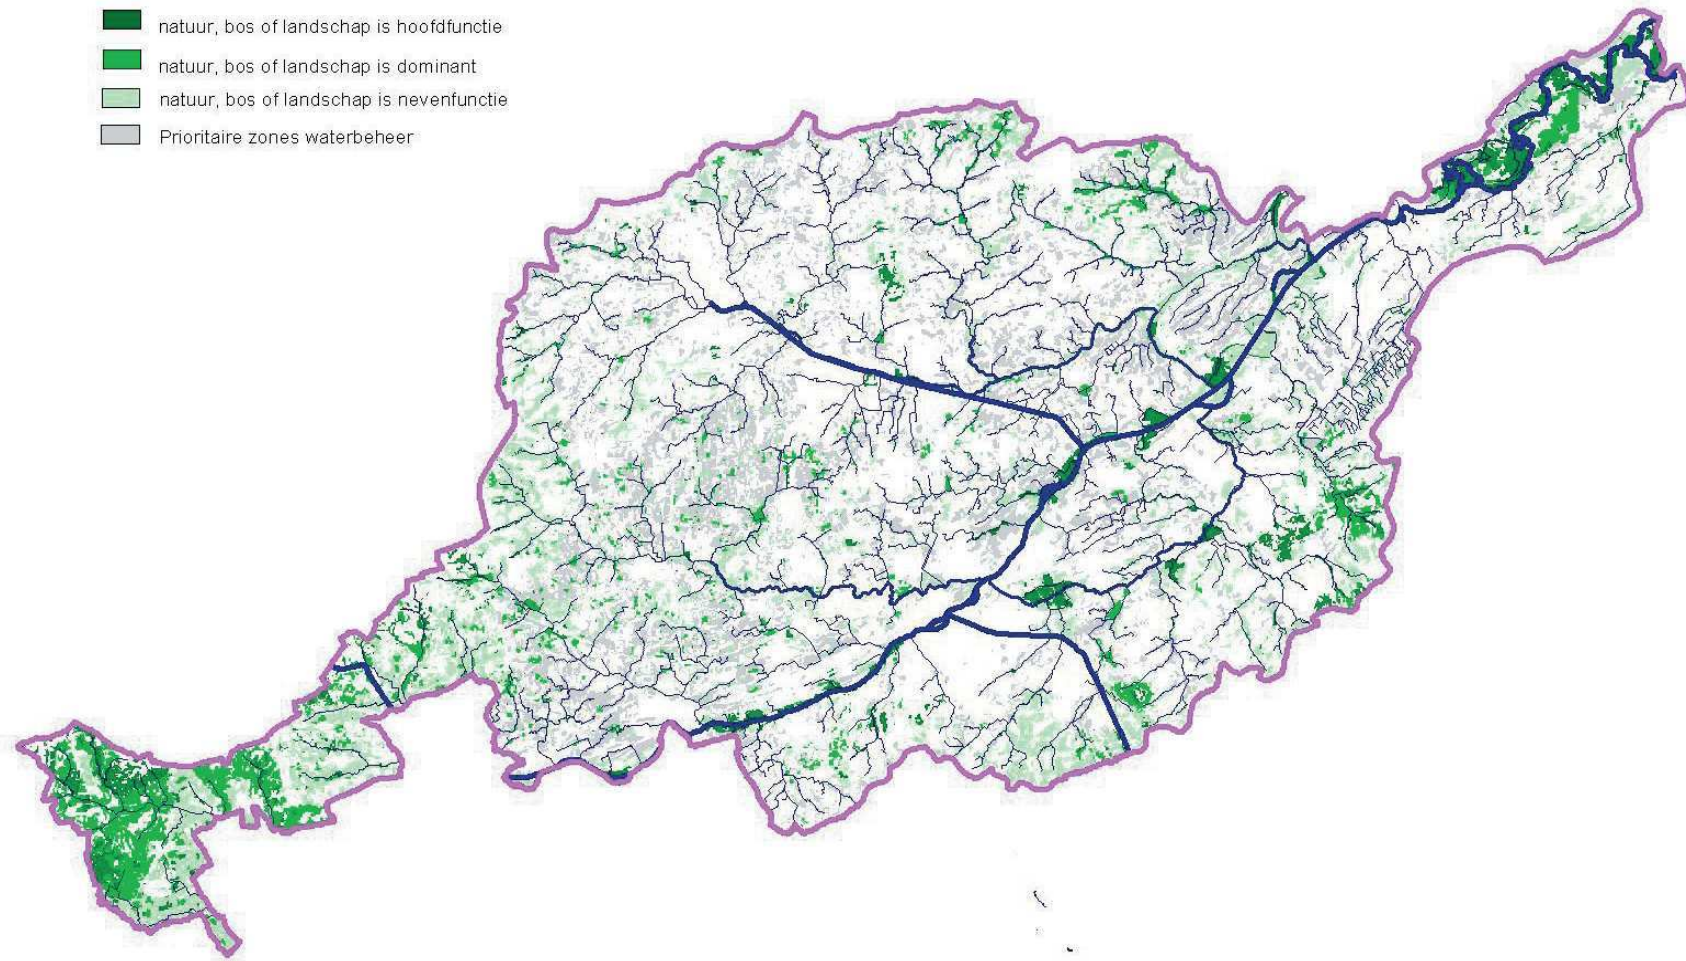 natuur, bos of landschap is hoofdfunctie
natuur, bos of landschap is dominant
natuur, bos of landschap is nevenfunctie
Prioritaire zones waterbeheer